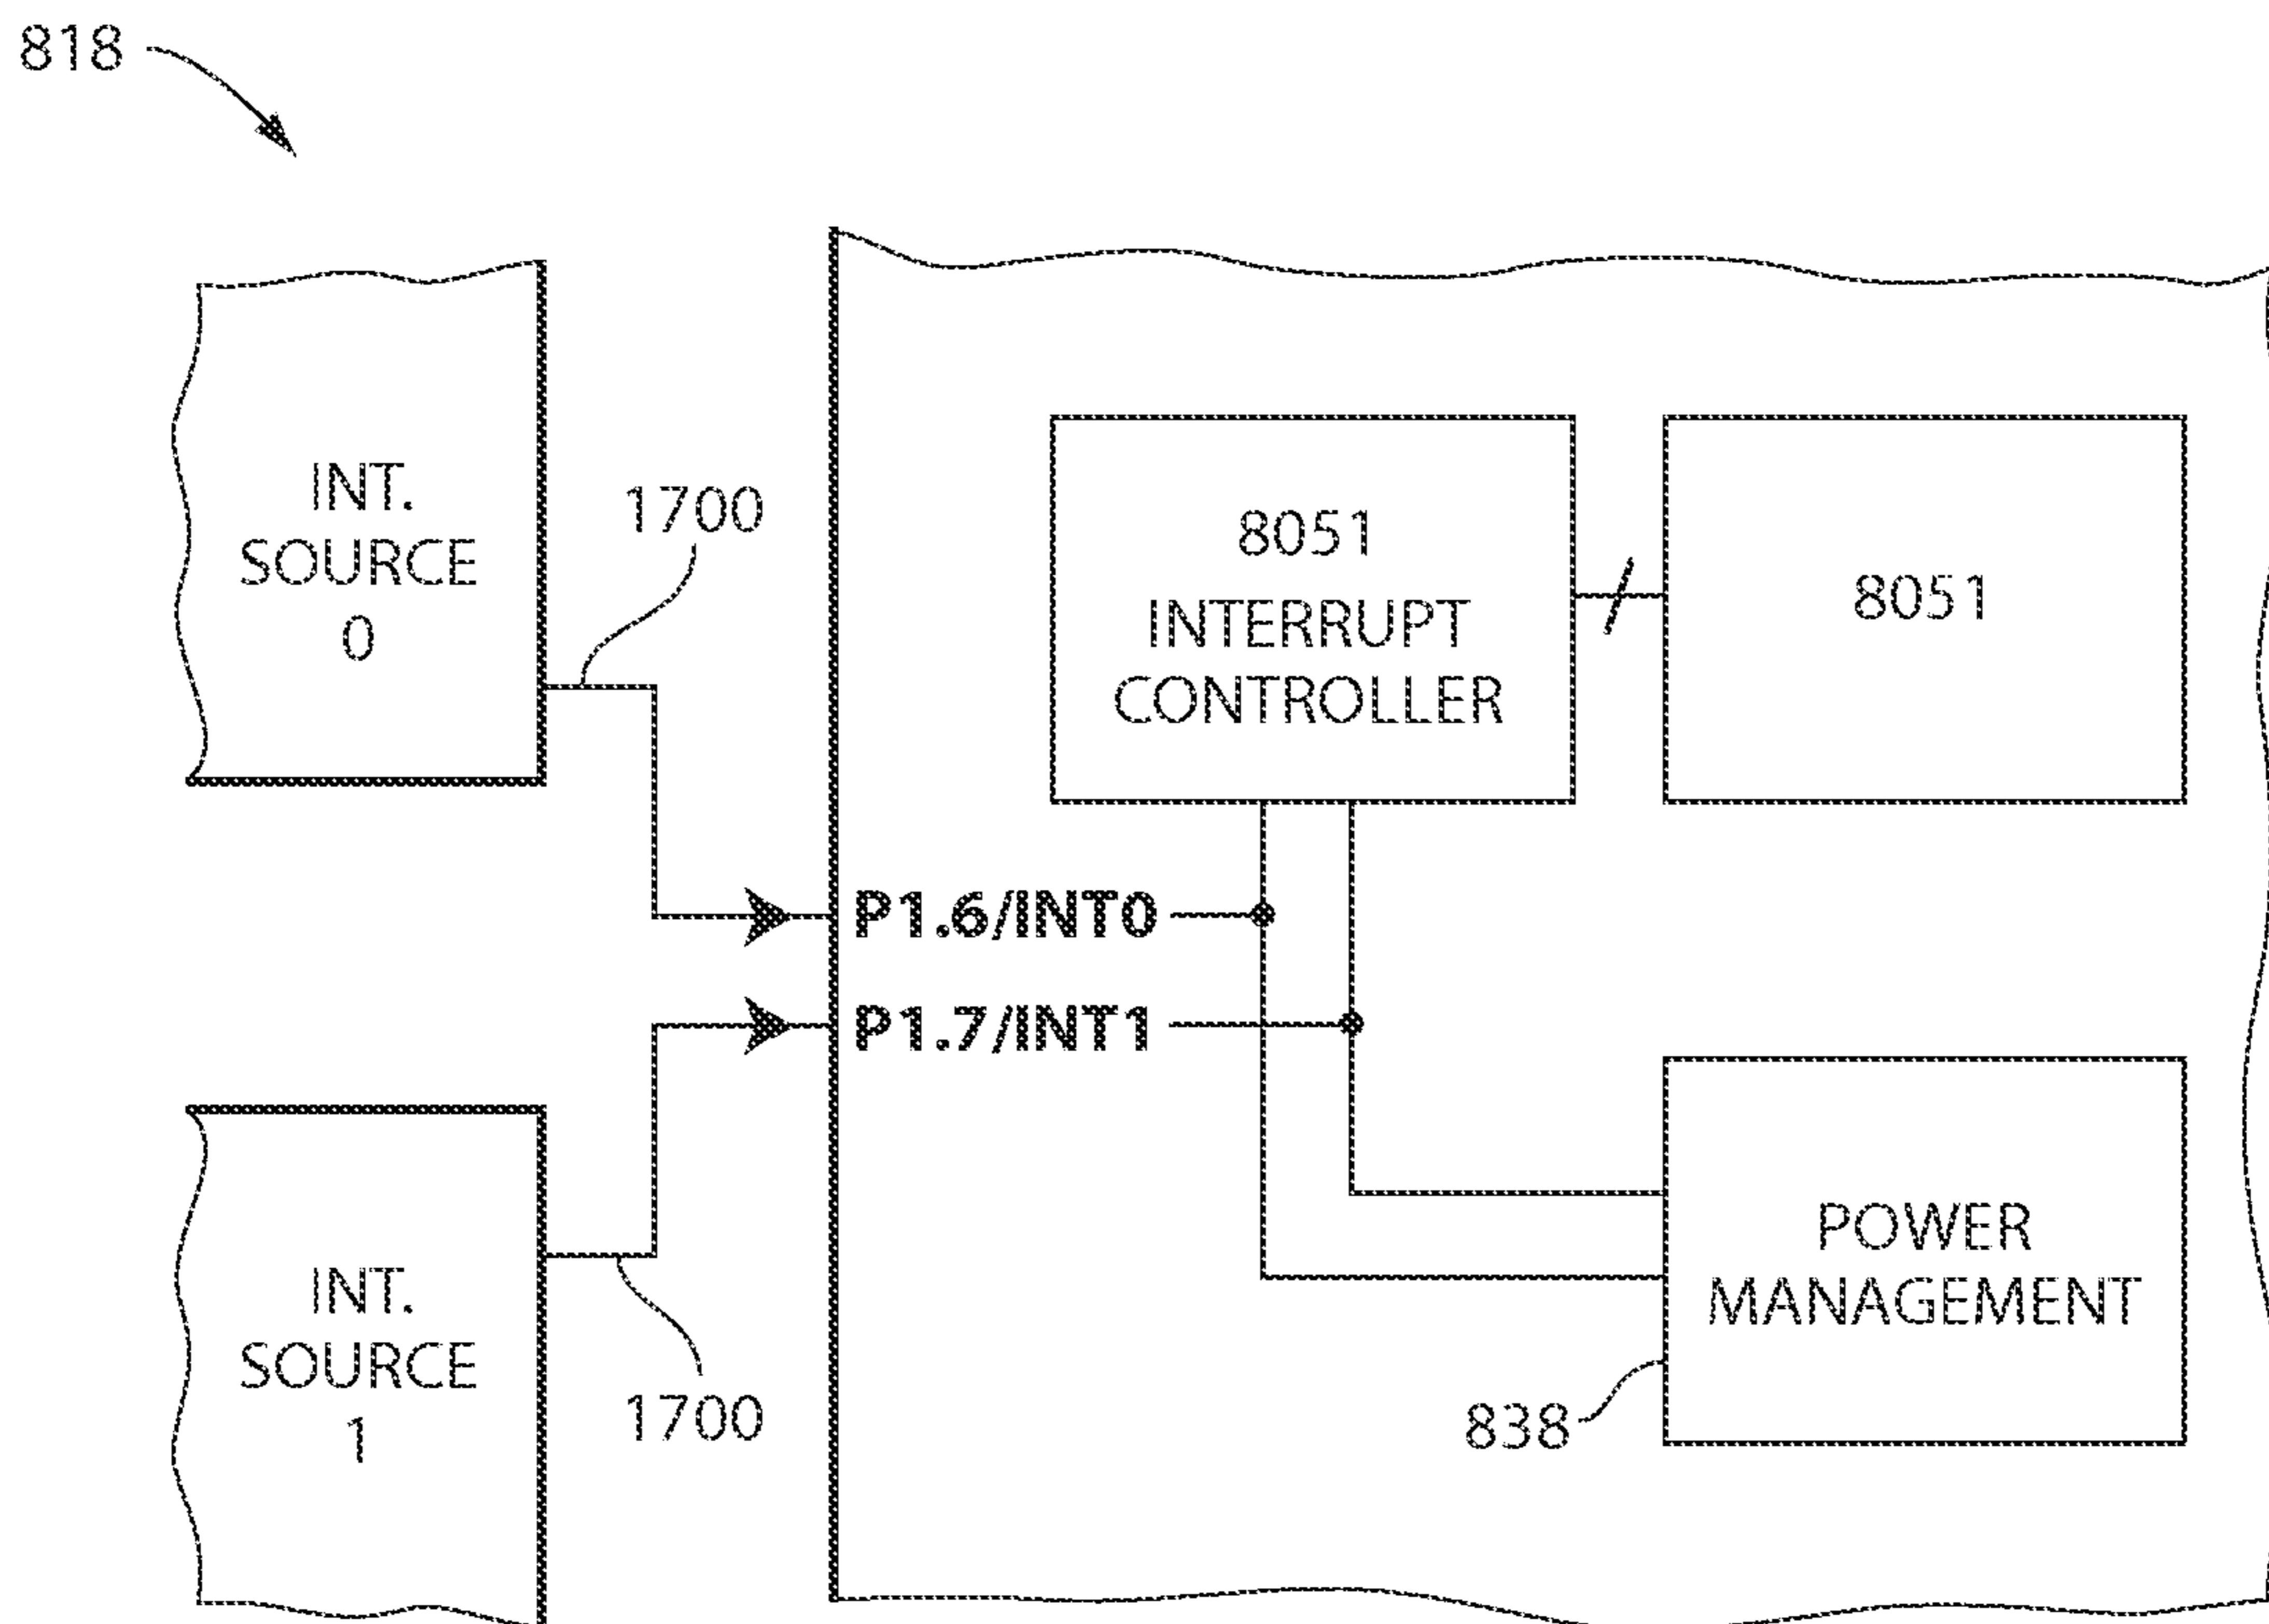 818
INT.
SOURCE
0
1700
8051
INTERRUPT
CONTROLLER
8051
P1.6/INT0
P1.7/INT1
INT.
SOURCE
1
1700
POWER
MANAGEMENT
838